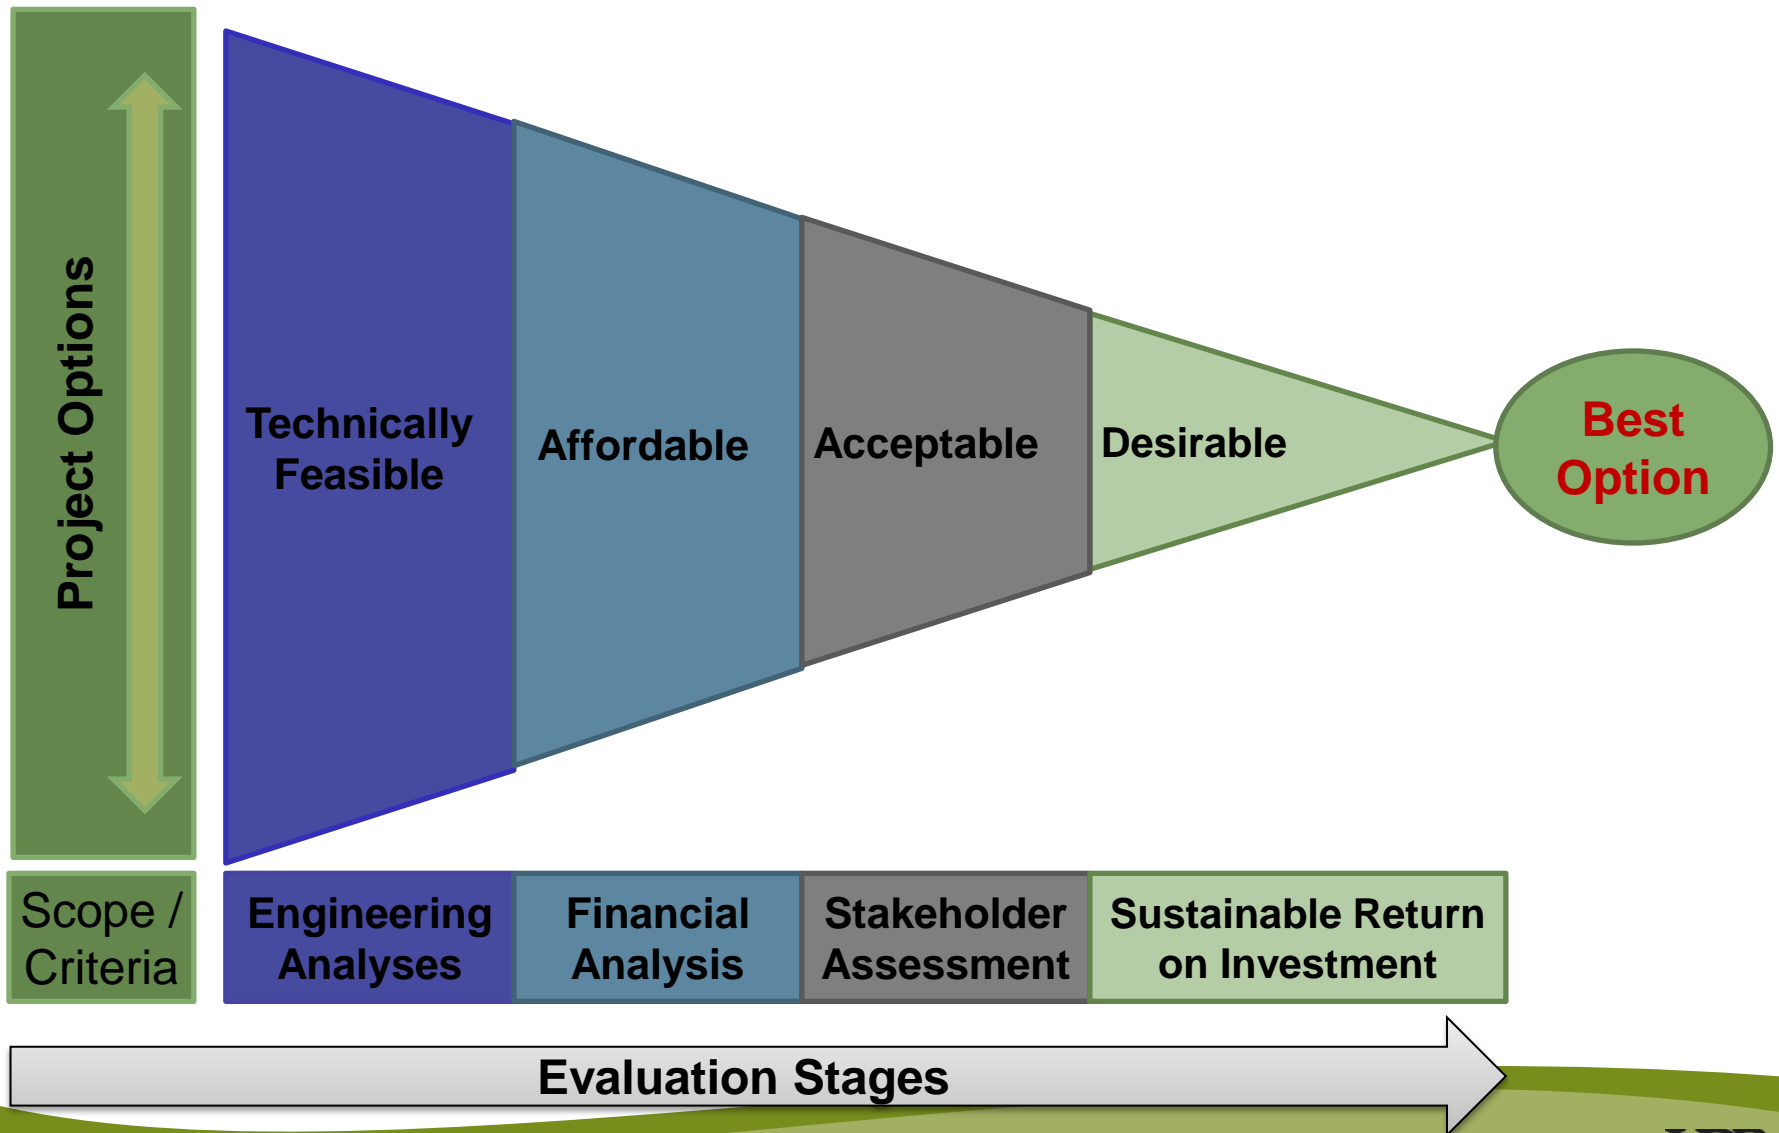 Project Options
Technically
Feasible
Affordable
Acceptable
Desirable
Best
Option
Scope /
Criteria
Engineering
Analyses
Financial
Analysis
Stakeholder
Assessment
Sustainable Return
on Investment
Evaluation Stages